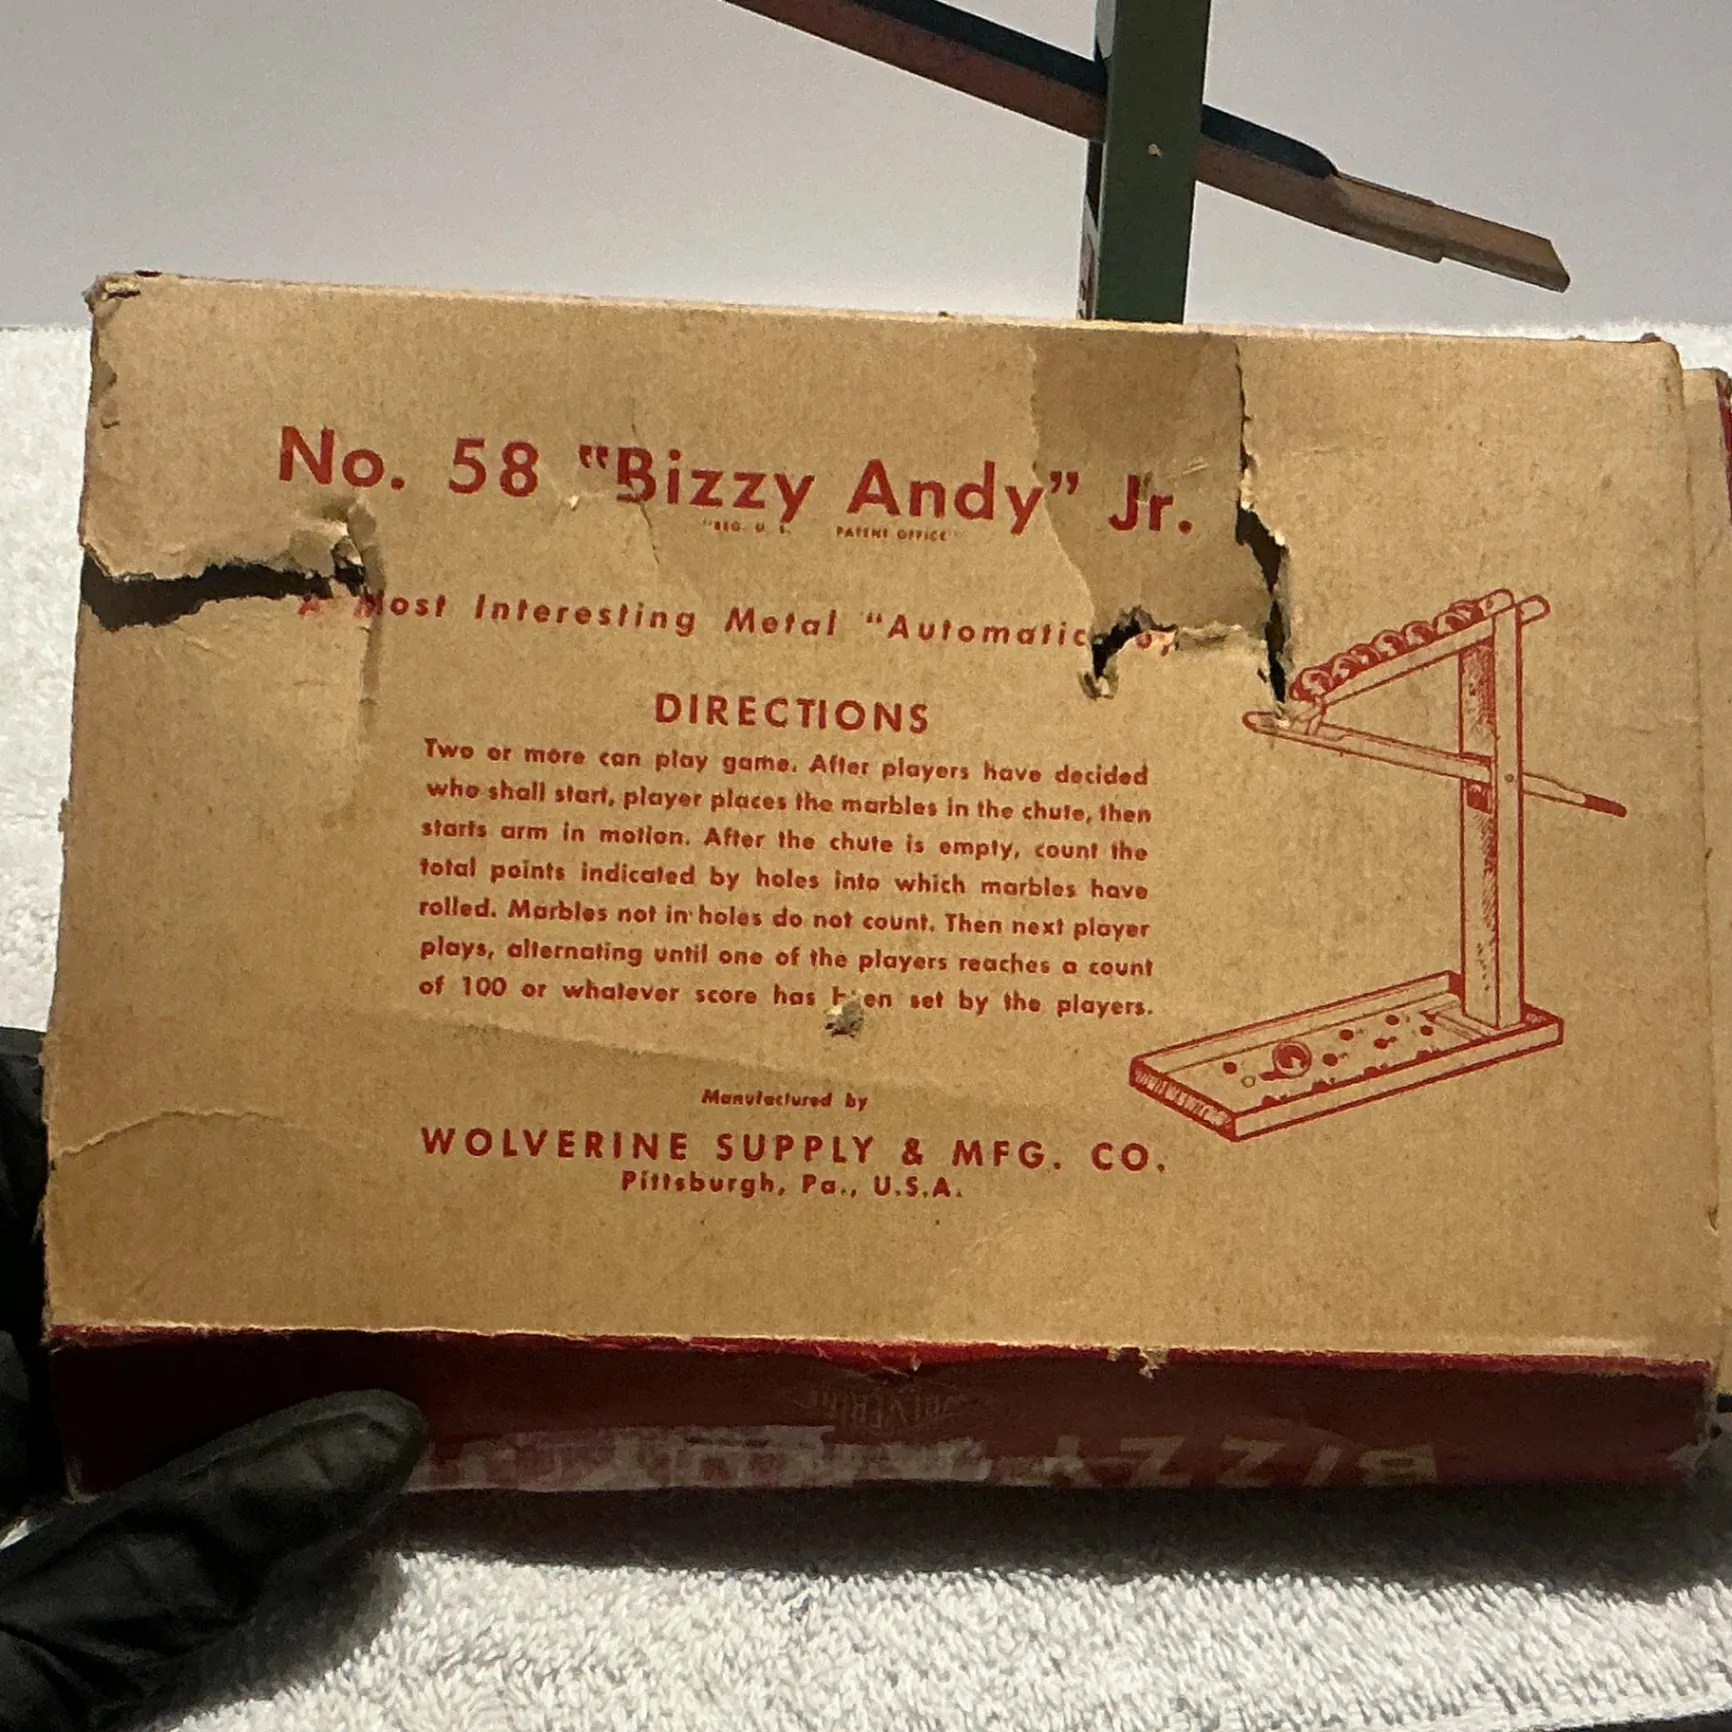 No. 58 "Bizzy Andy" Jr.
"REG. U. S. PATENT OFFICE"
A Most Interesting Metal "Automatic
DIRECTIONS
Two or more can play game. After players have decided
who shall start, player places the marbles in the chute, then
starts arm in motion. After the chute is empty, count the
total points indicated by holes into which marbles have
rolled. Marbles not in holes do not count. Then next player
plays, alternating until one of the players reaches a count
of 100 or whatever score has been set by the players.
Manufactured by
WOLVERINE SUPPLY & MFG. CO.
Pittsburgh, Pa., U.S.A.
WOLVERINE
BIZZY